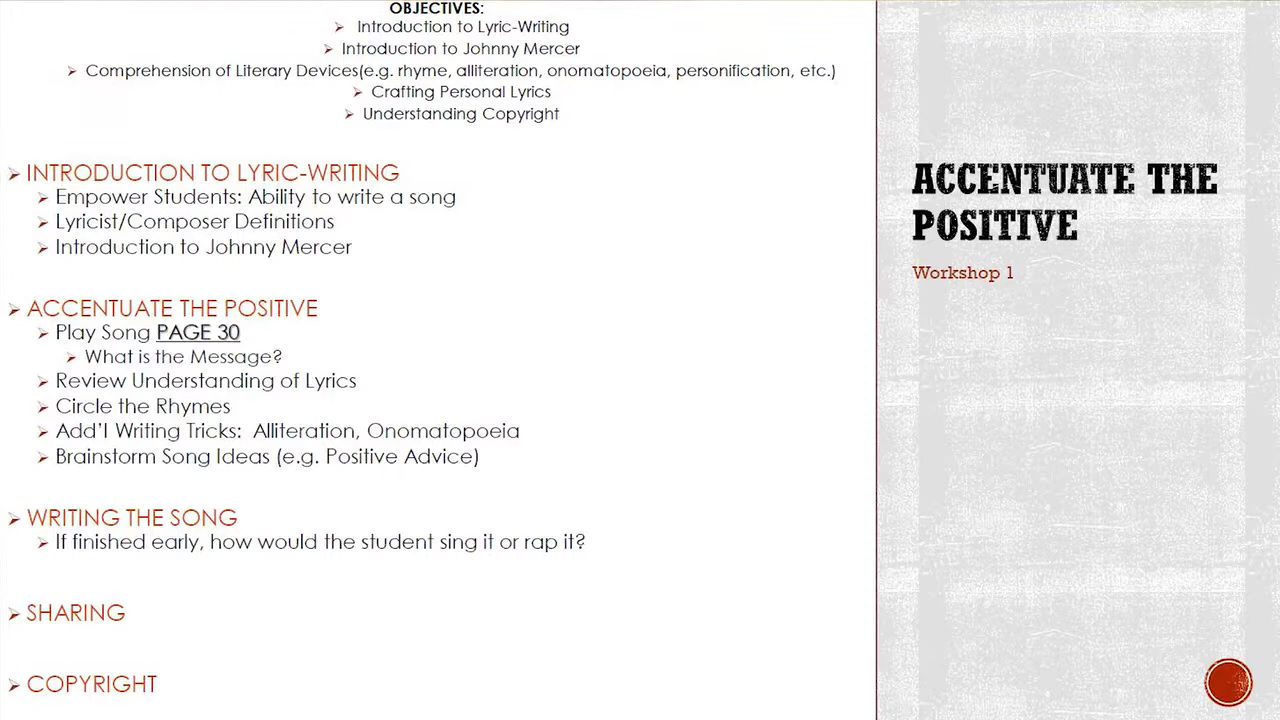 OBJECTIVES:
Introduction to Lyric-Writing
Introduction to Johnny Mercer
Comprehension of Literary Devices(e.g. rhyme, alliteration, onomatopoeia, personification, etc.)
Crafting Personal Lyrics
Understanding Copyright
INTRODUCTION TO LYRIC-WRITING
Empower Students: Ability to write a song
Lyricist/Composer Definitions
Introduction to Johnny Mercer
ACCENTUATE THE POSITIVE
Play Song PAGE 30
What is the Message?
Review Understanding of Lyrics
Circle the Rhymes
Add'l Writing Tricks: Alliteration, Onomatopoeia
Brainstorm Song Ideas (e.g. Positive Advice)
WRITING THE SONG
If finished early, how would the student sing it or rap it?
SHARING
COPYRIGHT
ACCENTUATE THE
POSITIVE
Workshop 1